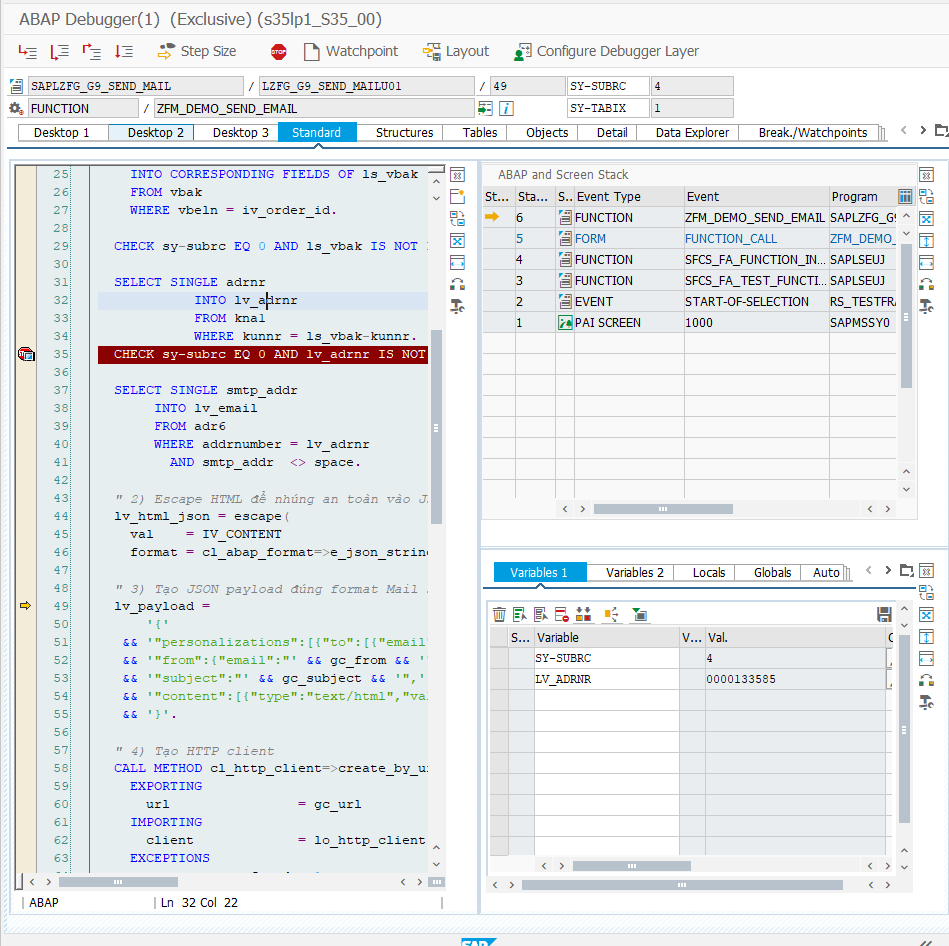 ABAP Debugger(1) (Exclusive) (s35lp1_S35_00)
Step Size STOP Watchpoint Layout Configure Debugger Layer
SAPLZFG_G9_SEND_MAIL / LZFG_G9_SEND_MAILU01 / 49 SY-SUBRC 4
FUNCTION / ZFM_DEMO_SEND_EMAIL SY-TABIX 1
Desktop 1 Desktop 2 Desktop 3 Standard Structures Tables Objects Detail Data Explorer Break./Watchpoints
25 INTO CORRESPONDING FIELDS OF ls_vbak
26 FROM vbak
27 WHERE vbeln = iv_order_id.
28
29 CHECK sy-subrc EQ 0 AND ls_vbak IS NOT
30
31 SELECT SINGLE adrnr
32 INTO lv_adrnr
33 FROM kna1
34 WHERE kunnr = ls_vbak-kunnr.
35 CHECK sy-subrc EQ 0 AND lv_adrnr IS NOT
36
37 SELECT SINGLE smtp_addr
38 INTO lv_email
39 FROM adr6
40 WHERE addrnumber = lv_adrnr
41 AND smtp_addr <> space.
42
43 " 2) Escape HTML để nhúng an toàn vào
44 lv_html_json = escape(
45 val = IV_CONTENT
46 format = cl_abap_format=>e_json_string
47
48 " 3) Tạo JSON payload đúng format Mail
49 lv_payload =
50 '{'
51 && '"personalizations":[{"to":[{"email"
52 && '"from":{"email":"' && gc_from && '"
53 && '"subject":"' && gc_subject && '",'
54 && '"content":[{"type":"text/html","va
55 && '}'.
56
57 " 4) Tạo HTTP client
58 CALL METHOD cl_http_client=>create_by_u
59 EXPORTING
60 url = gc_url
61 IMPORTING
62 client = lo_http_client
63 EXCEPTIONS
ABAP Ln 32 Col 22
ABAP and Screen Stack
St... Sta... S.. Event Type Event Program
6 FUNCTION ZFM_DEMO_SEND_EMAIL SAPLZFG_G9
5 FORM FUNCTION_CALL ZFM_DEMO_
4 FUNCTION SFCS_FA_FUNCTION_IN... SAPLSEUJ
3 FUNCTION SFCS_FA_TEST_FUNCTI... SAPLSEUJ
2 EVENT START-OF-SELECTION RS_TESTFRA
1 PAI SCREEN 1000 SAPMSSY0
Variables 1 Variables 2 Locals Globals Auto
S... Variable V... Val. C
SY-SUBRC 4
LV_ADRNR 0000133585
SAP